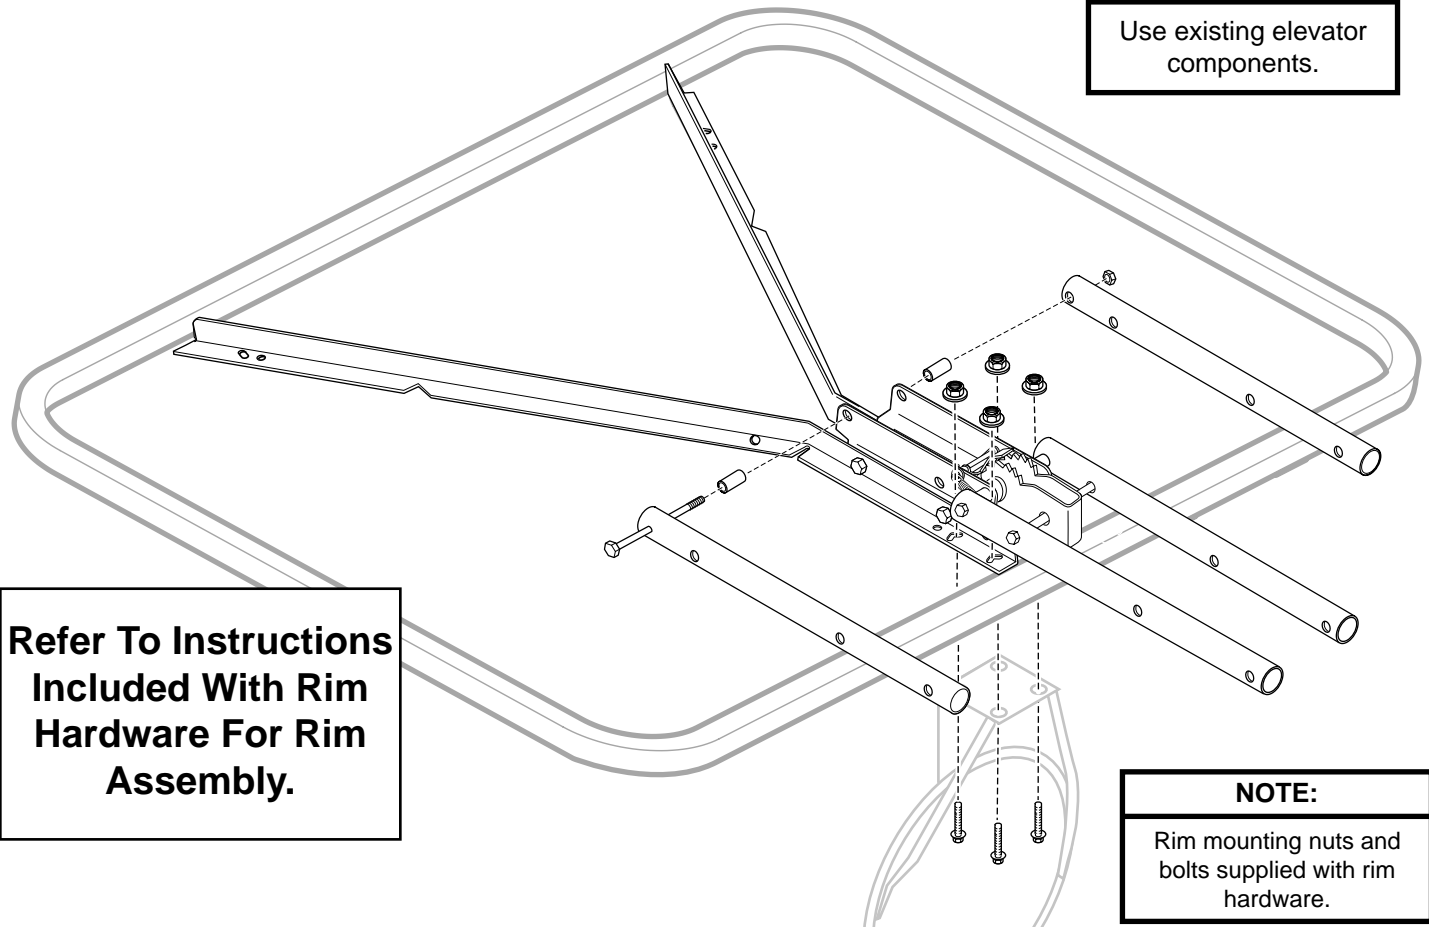 Use existing elevator
components.
Refer To Instructions
Included With Rim
Hardware For Rim
Assembly.
NOTE:
Rim mounting nuts and
bolts supplied with rim
hardware.